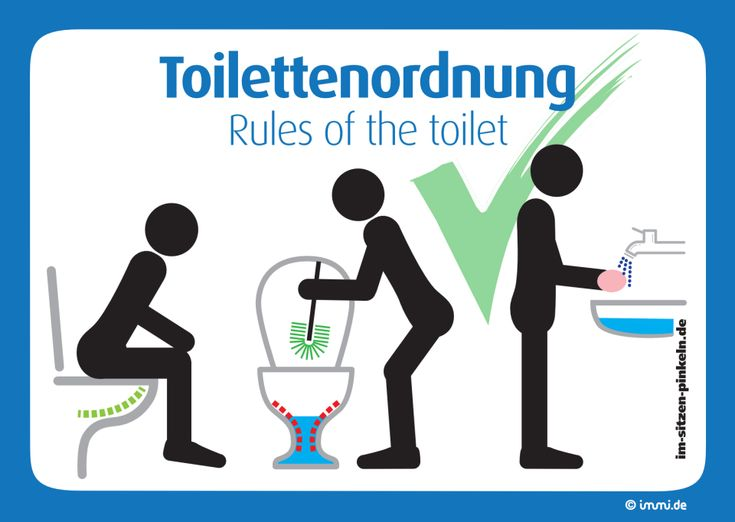 Toilettenordnung
Rules of the toilet
im-sitzen-pinkeln.de
© immi.de